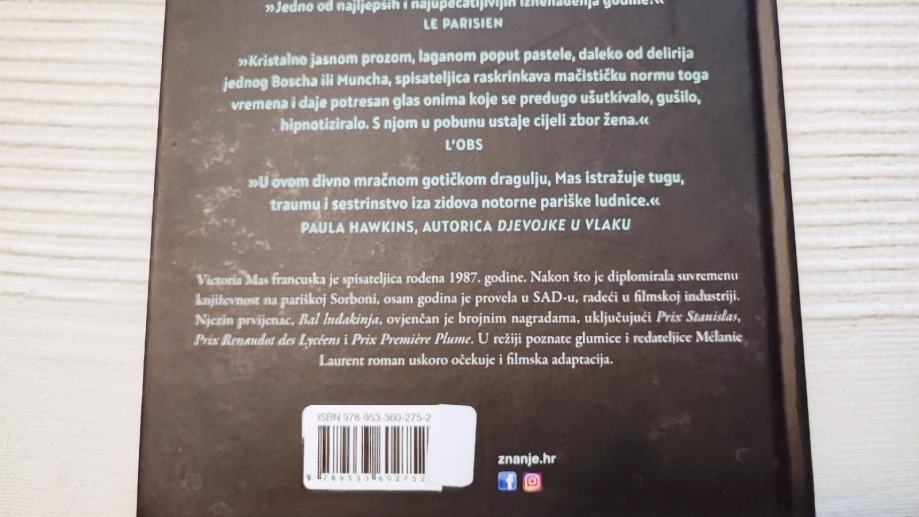 »Jedno od najljepših i najupečatljivijih iznenađenja godine.«
LE PARISIEN
»Kristalno jasnom prozom, laganom poput pastele, daleko od delirija
jednog Boscha ili Muncha, spisateljica raskrinkava mačističku normu toga
vremena i daje potresan glas onima koje se predugo ušutkivalo, gušilo,
hipnotiziralo. S njom u pobunu ustaje cijeli zbor žena.«
L'OBS
»U ovom divno mračnom gotičkom dragulju, Mas istražuje tugu,
traumu i sestrinstvo iza zidova notorne pariške ludnice.«
PAULA HAWKINS, AUTORICA DJEVOJKE U VLAKU
Victoria Mas francuska je spisateljica rođena 1987. godine. Nakon što je diplomirala suvremenu
književnost na pariškoj Sorboni, osam godina je provela u SAD-u, radeći u filmskoj industriji.
Njezin prvijenac, Bal luđakinja, ovjenčan je brojnim nagradama, uključujući Prix Stanislas,
Prix Renaudot des Lycéens i Prix Première Plume. U režiji poznate glumice i redateljice Mélanie
Laurent roman uskoro očekuje i filmska adaptacija.
ISBN 978-953-360-275-2
9 789533 602752
znanje.hr